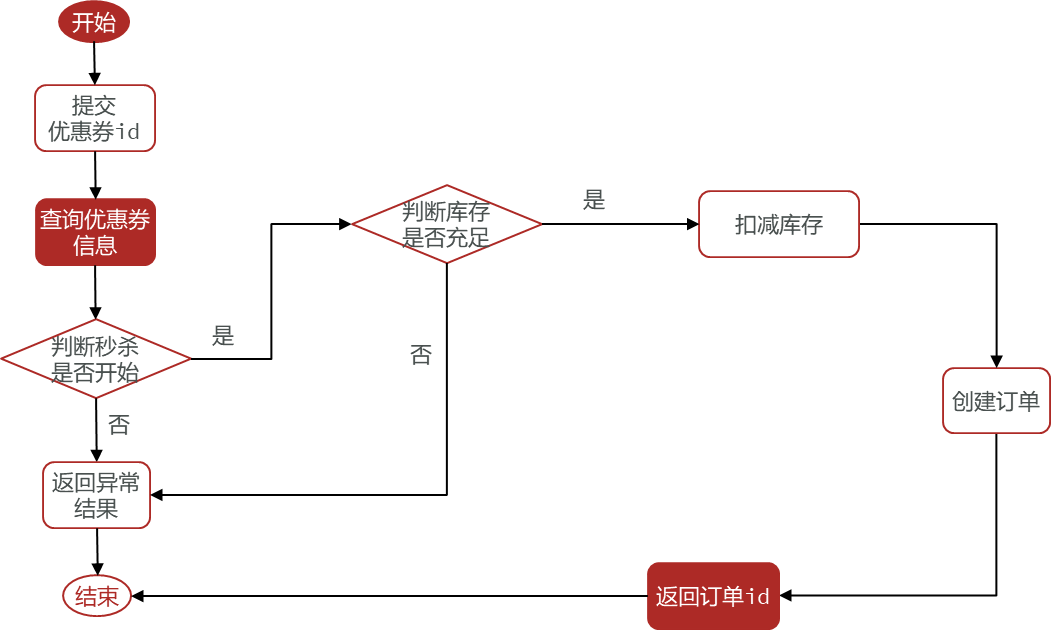 开始
提交
优惠券id
查询优惠券
信息
判断秒杀
是否开始
是
否
返回异常
结果
结束
判断库存
是否充足
是
否
扣减库存
创建订单
返回订单id